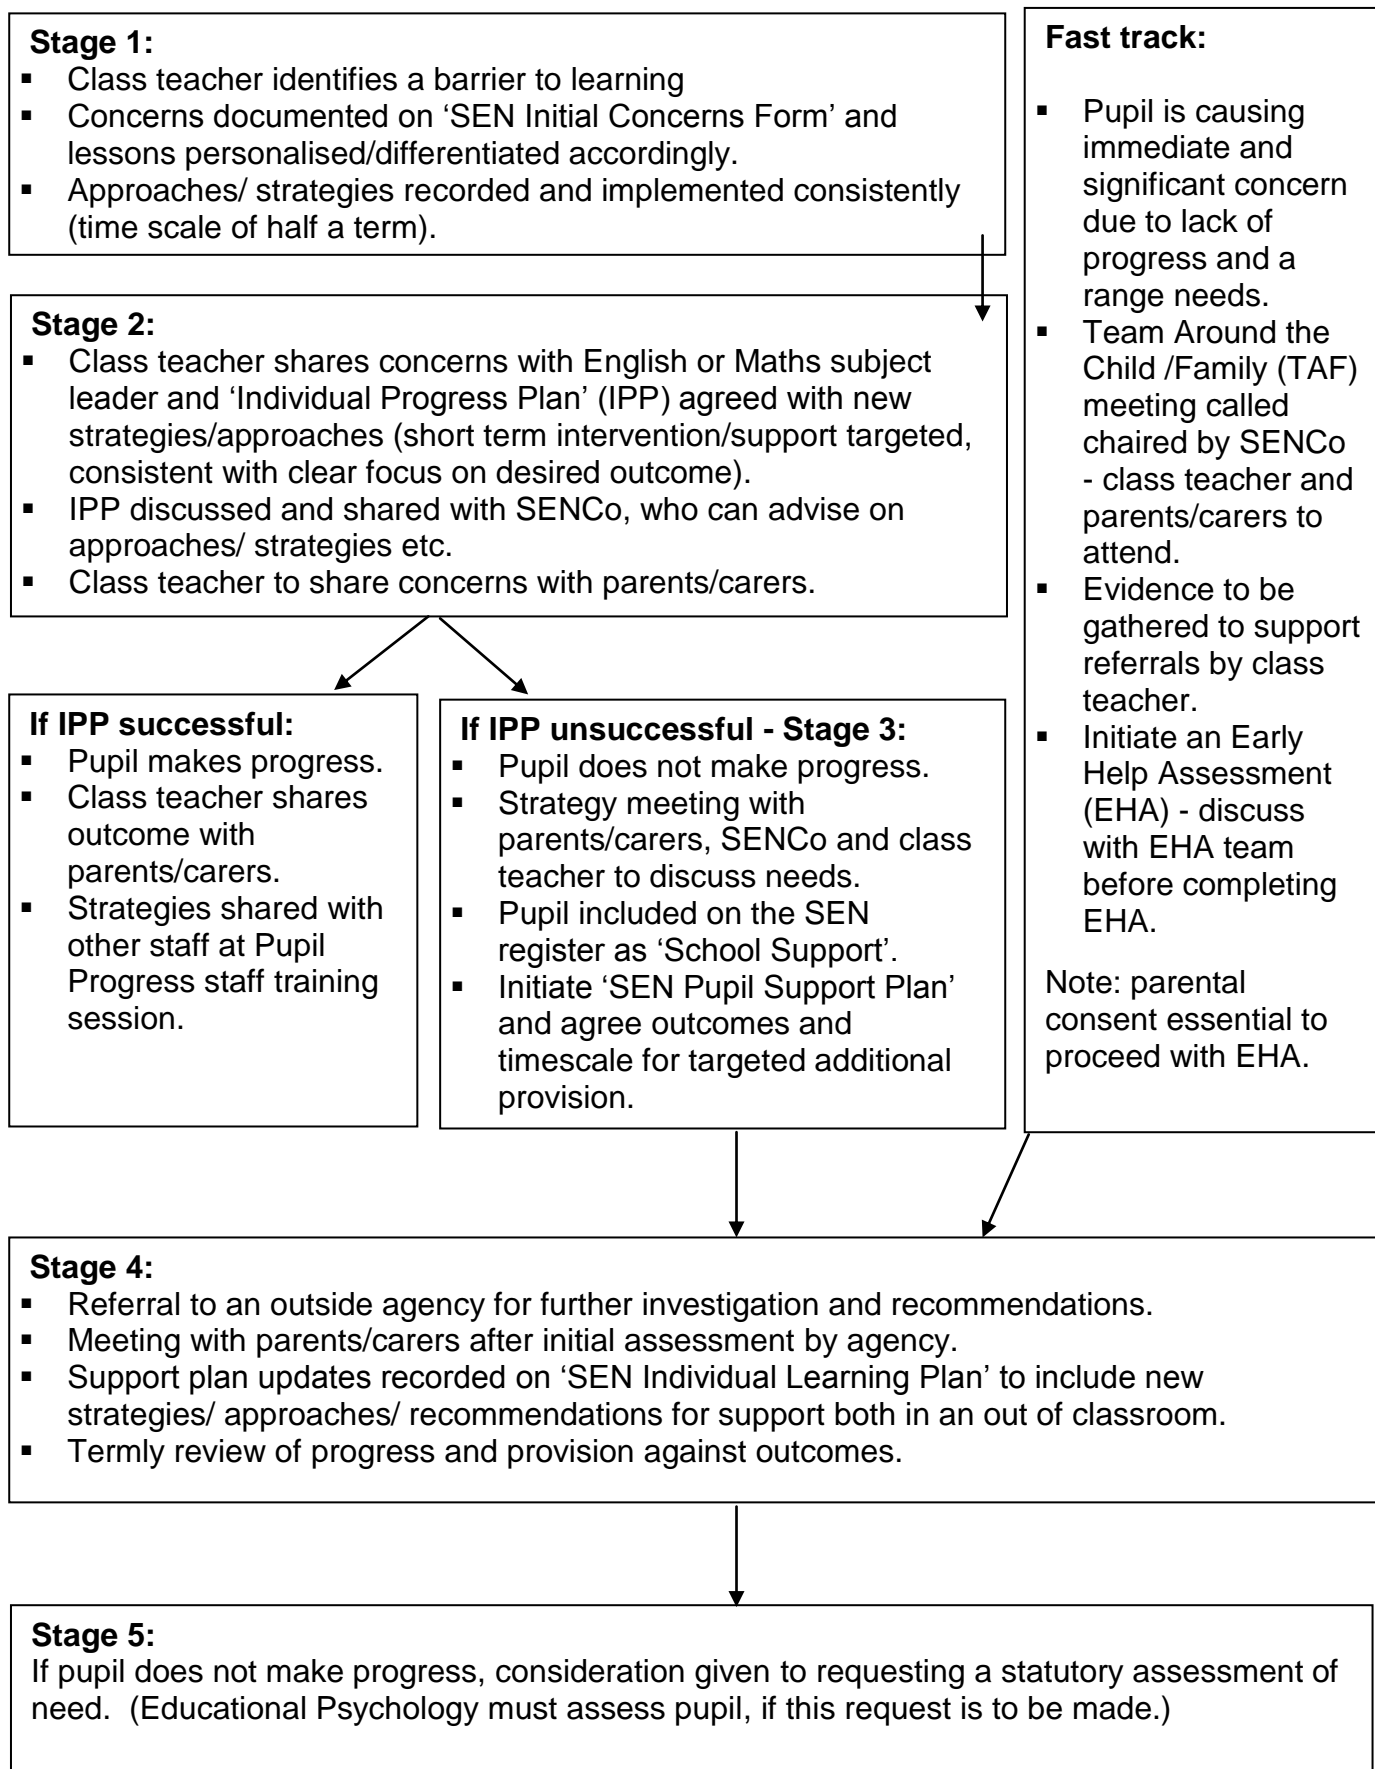 Stage 1:
▪ Class teacher identifies a barrier to learning
▪ Concerns documented on ‘SEN Initial Concerns Form’ and
lessons personalised/differentiated accordingly.
▪ Approaches/ strategies recorded and implemented consistently
(time scale of half a term).
Stage 2:
▪ Class teacher shares concerns with English or Maths subject
leader and ‘Individual Progress Plan’ (IPP) agreed with new
strategies/approaches (short term intervention/support targeted,
consistent with clear focus on desired outcome).
▪ IPP discussed and shared with SENCo, who can advise on
approaches/ strategies etc.
▪ Class teacher to share concerns with parents/carers.
If IPP successful:
▪ Pupil makes progress.
▪ Class teacher shares
outcome with
parents/carers.
▪ Strategies shared with
other staff at Pupil
Progress staff training
session.
If IPP unsuccessful - Stage 3:
▪ Pupil does not make progress.
▪ Strategy meeting with
parents/carers, SENCo and class
teacher to discuss needs.
▪ Pupil included on the SEN
register as ‘School Support’.
▪ Initiate ‘SEN Pupil Support Plan’
and agree outcomes and
timescale for targeted additional
provision.
Fast track:
▪ Pupil is causing
immediate and
significant concern
due to lack of
progress and a
range needs.
▪ Team Around the
Child /Family (TAF)
meeting called
chaired by SENCo
- class teacher and
parents/carers to
attend.
▪ Evidence to be
gathered to support
referrals by class
teacher.
▪ Initiate an Early
Help Assessment
(EHA) - discuss
with EHA team
before completing
EHA.
Note: parental
consent essential to
proceed with EHA.
Stage 4:
▪ Referral to an outside agency for further investigation and recommendations.
▪ Meeting with parents/carers after initial assessment by agency.
▪ Support plan updates recorded on ‘SEN Individual Learning Plan’ to include new
strategies/ approaches/ recommendations for support both in an out of classroom.
▪ Termly review of progress and provision against outcomes.
Stage 5:
If pupil does not make progress, consideration given to requesting a statutory assessment of
need. (Educational Psychology must assess pupil, if this request is to be made.)